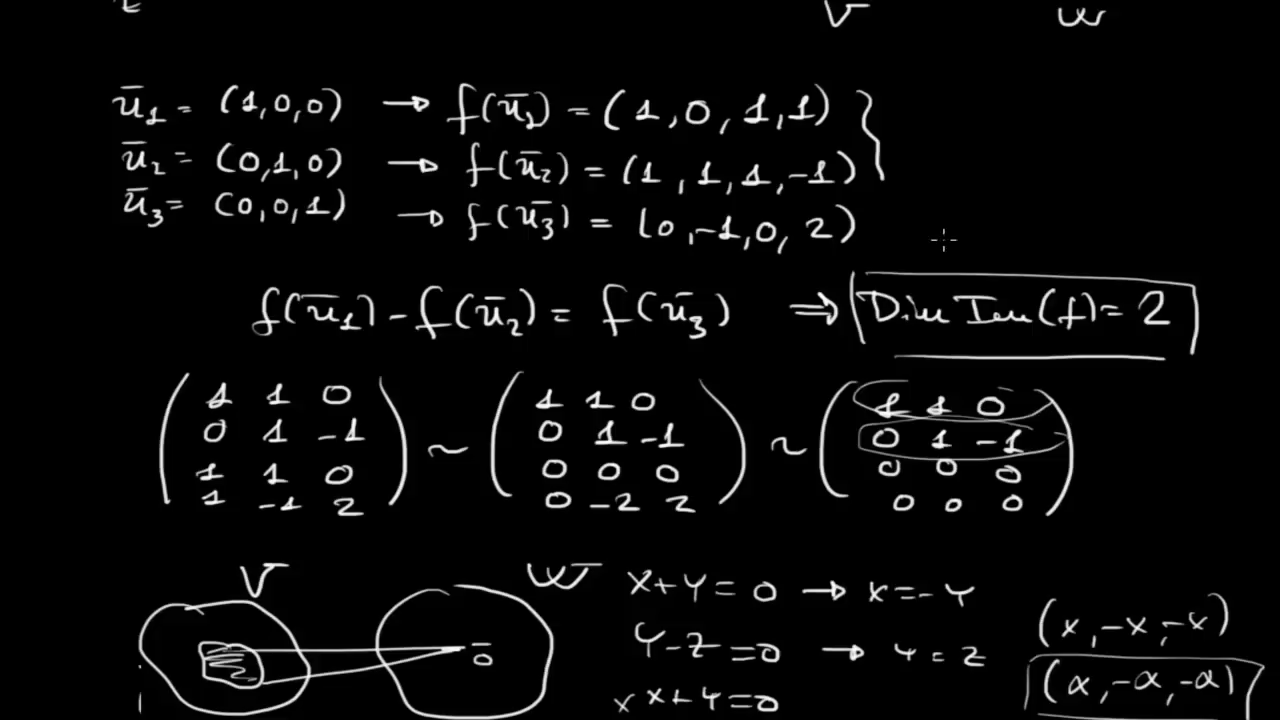 V W
ū₁ = (1,0,0) → f(ū₁) = (1,0,1,1)
ū₂ = (0,1,0) → f(ū₂) = (1,1,1,-1)
ū₃ = (0,0,1) → f(ū₃) = (0,-1,0,2)
f(ū₁) - f(ū₂) = f(ū₃) ⇒ Dim Im(f) = 2
1 1 0 ~ 1 1 0 ~ 1 1 0
0 1 -1 0 1 -1 0 1 -1
1 1 0 0 0 0 0 0 0
1 -1 2 0 -2 2 0 0 0
V W
0̄
x+y=0 → x=-y
y-z=0 → y=z
x x+y=0
(x,-x,-x)
(α,-α,-α)